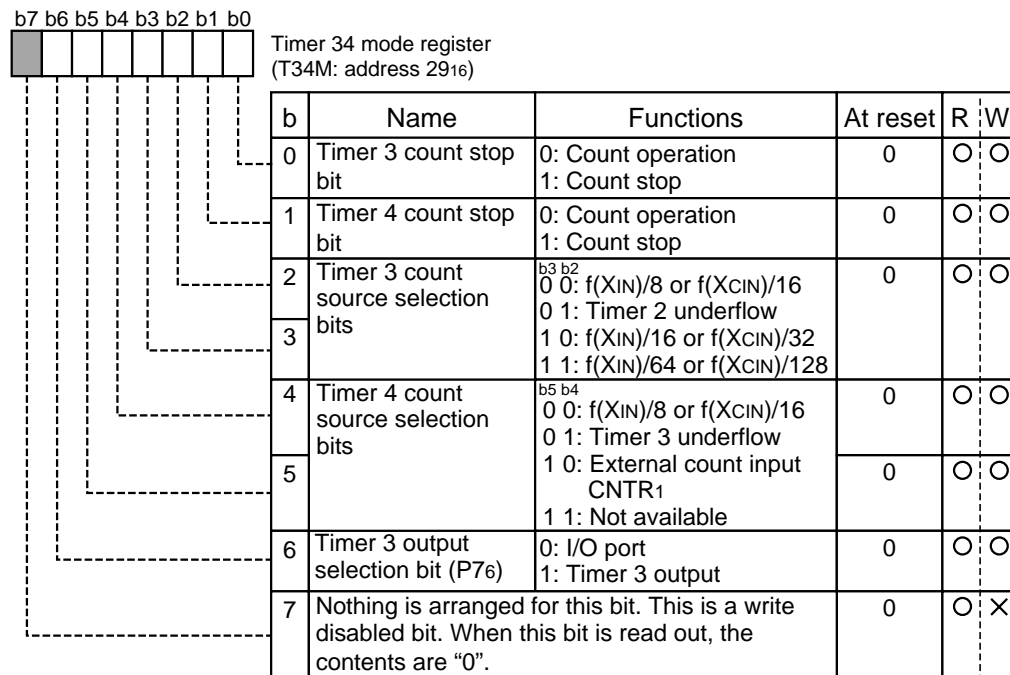 b7 b6 b5 b4 b3 b2 b1 b0
Timer 34 mode register
(T34M: address 2916)
b Name Functions At reset R W
0 Timer 3 count stop bit 0: Count operation 0 O O
1: Count stop
1 Timer 4 count stop bit 0: Count operation 0 O O
1: Count stop
2 Timer 3 count source selection bits b3 b2 0 O O
0 0: f(XIN)/8 or f(XCIN)/16
0 1: Timer 2 underflow
3 1 0: f(XIN)/16 or f(XCIN)/32
1 1: f(XIN)/64 or f(XCIN)/128
4 Timer 4 count source selection bits b5 b4 0 O O
0 0: f(XIN)/8 or f(XCIN)/16
0 1: Timer 3 underflow
5 1 0: External count input 0 O O
CNTR1
1 1: Not available
6 Timer 3 output selection bit (P76) 0: I/O port 0 O O
1: Timer 3 output
7 Nothing is arranged for this bit. This is a write 0 O ×
disabled bit. When this bit is read out, the
contents are “0”.